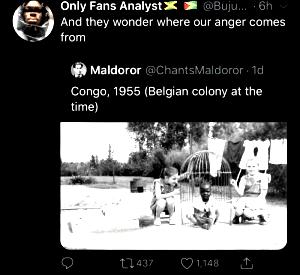 Only Fans Analyst @Buju... · 6h
And they wonder where our anger comes
from
Maldoror @ChantsMaldoror · 1d
Congo, 1955 (Belgian colony at the
time)
437 1,148